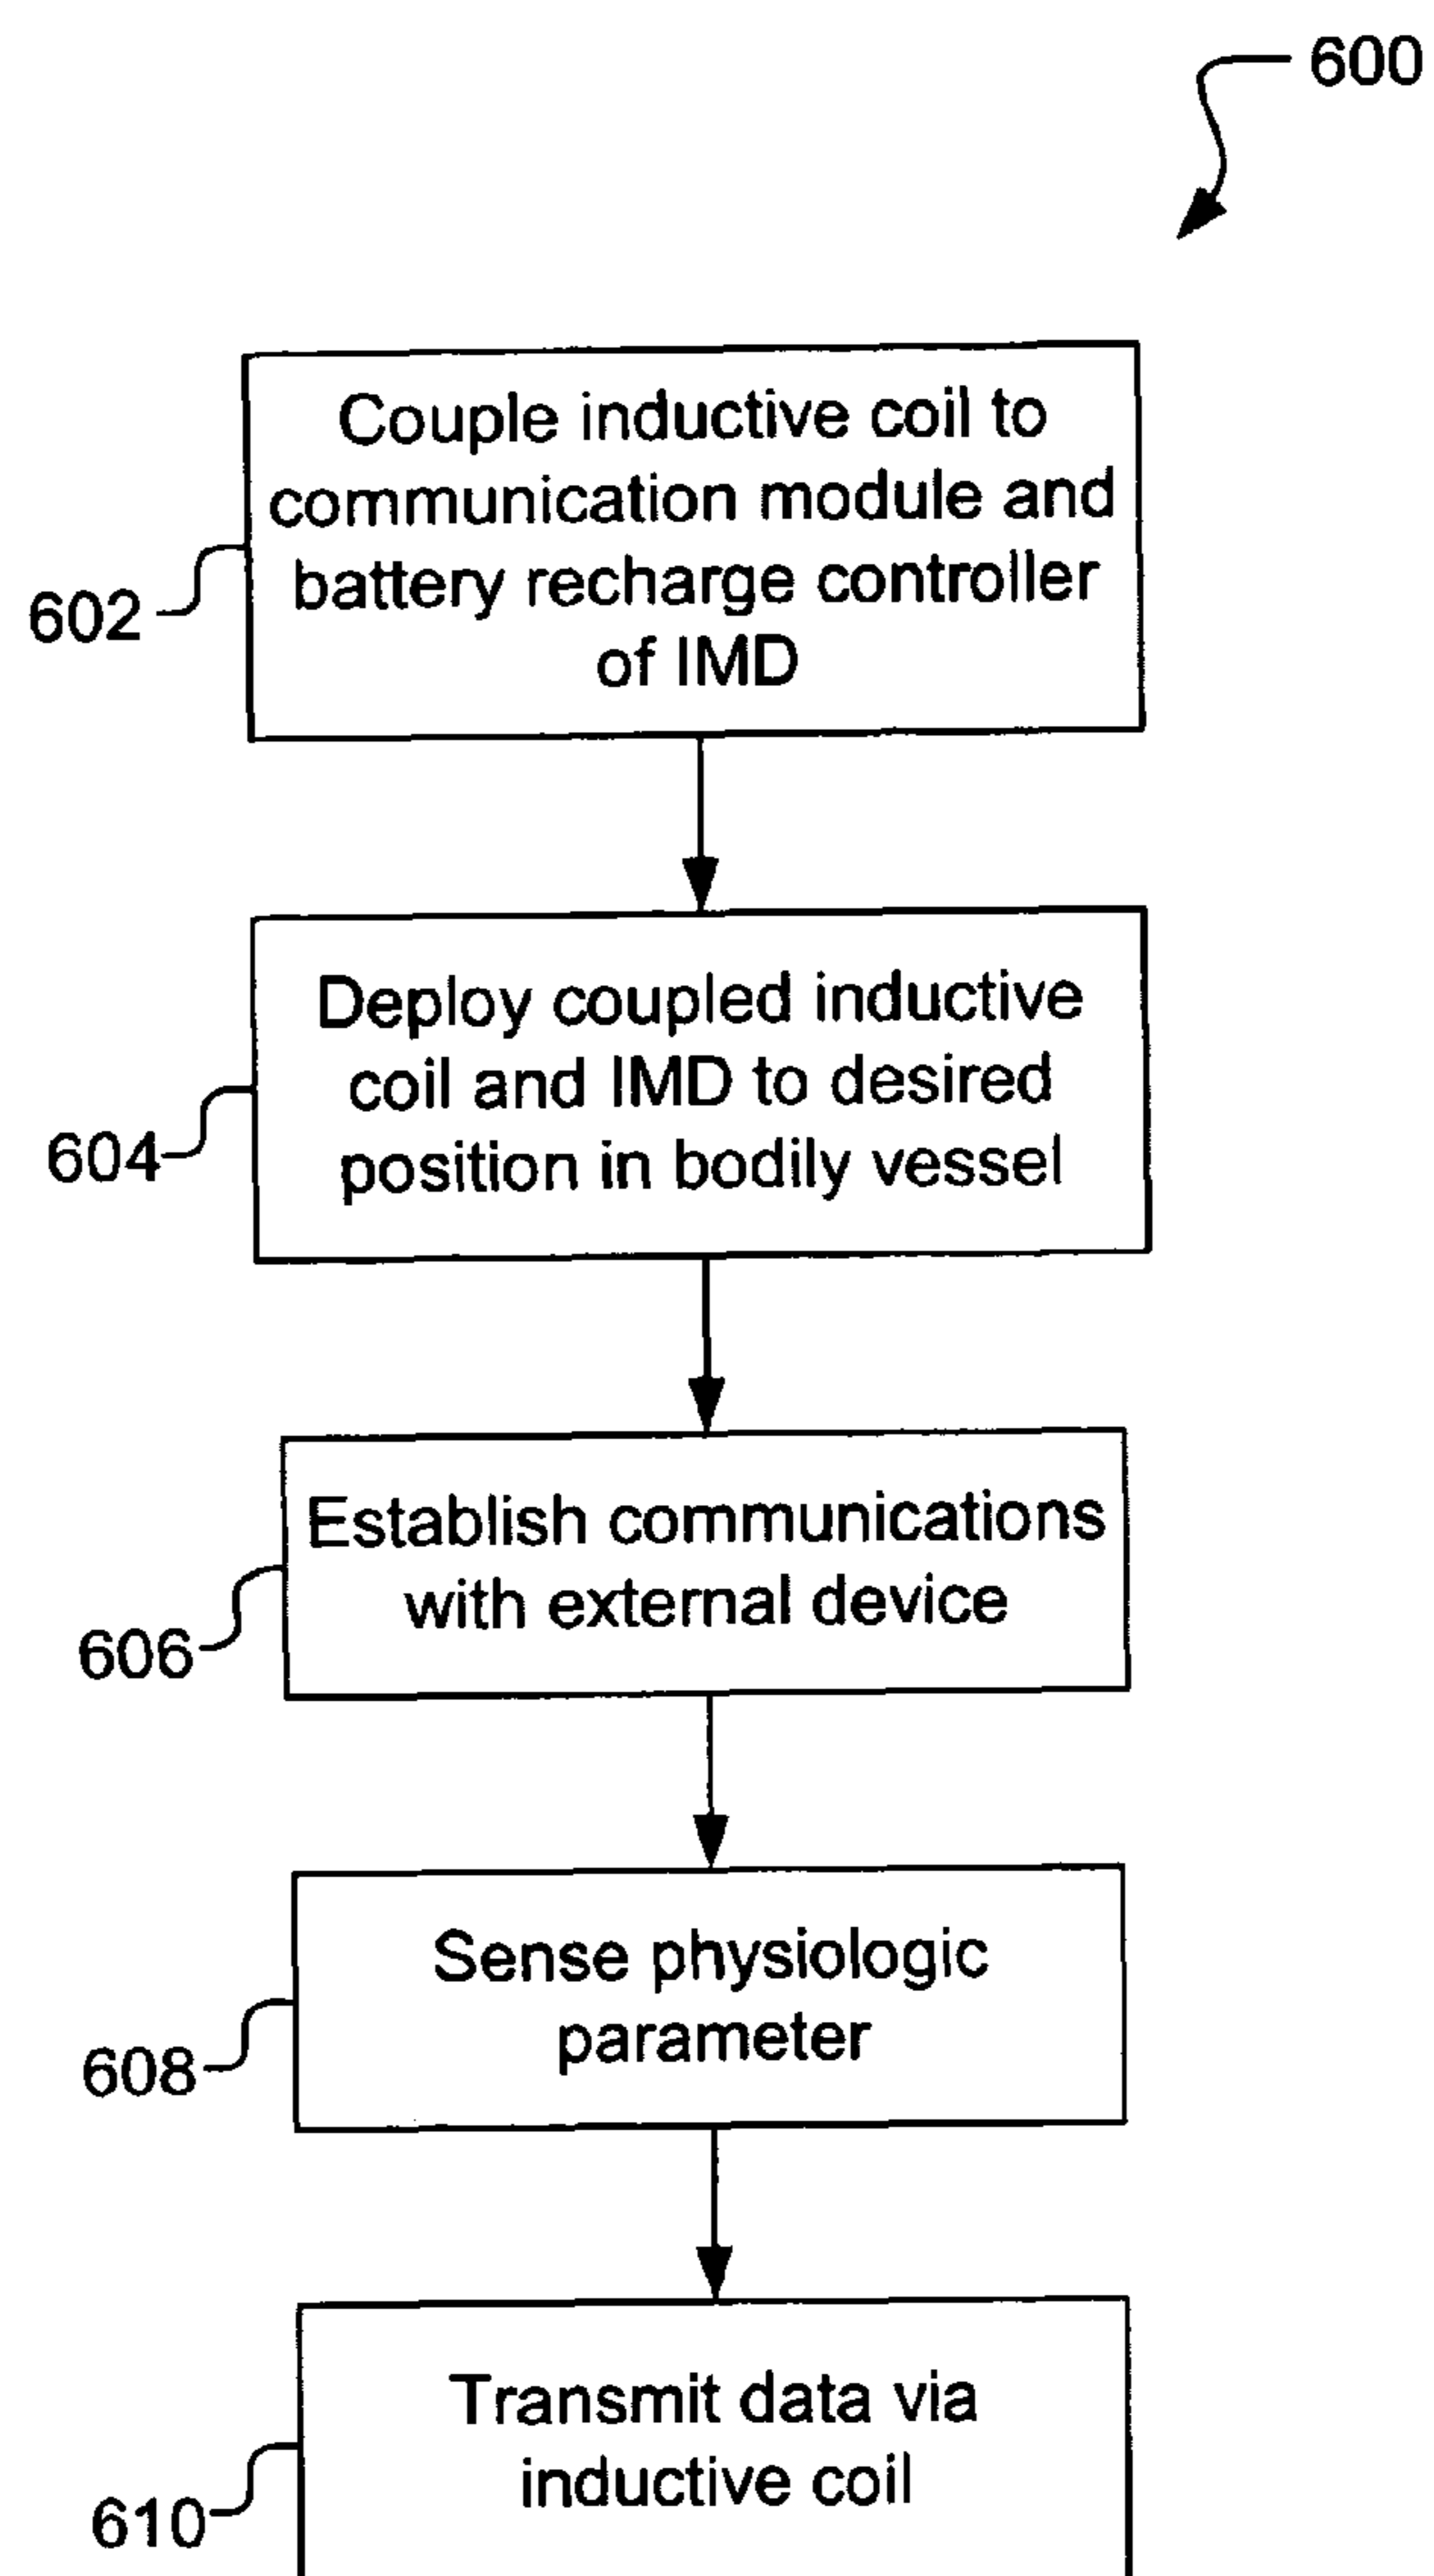 600
Couple inductive coil to
communication module and
battery recharge controller
of IMD
602
Deploy coupled inductive
coil and IMD to desired
position in bodily vessel
604
Establish communications
with external device
606
Sense physiologic
parameter
608
Transmit data via
inductive coil
610